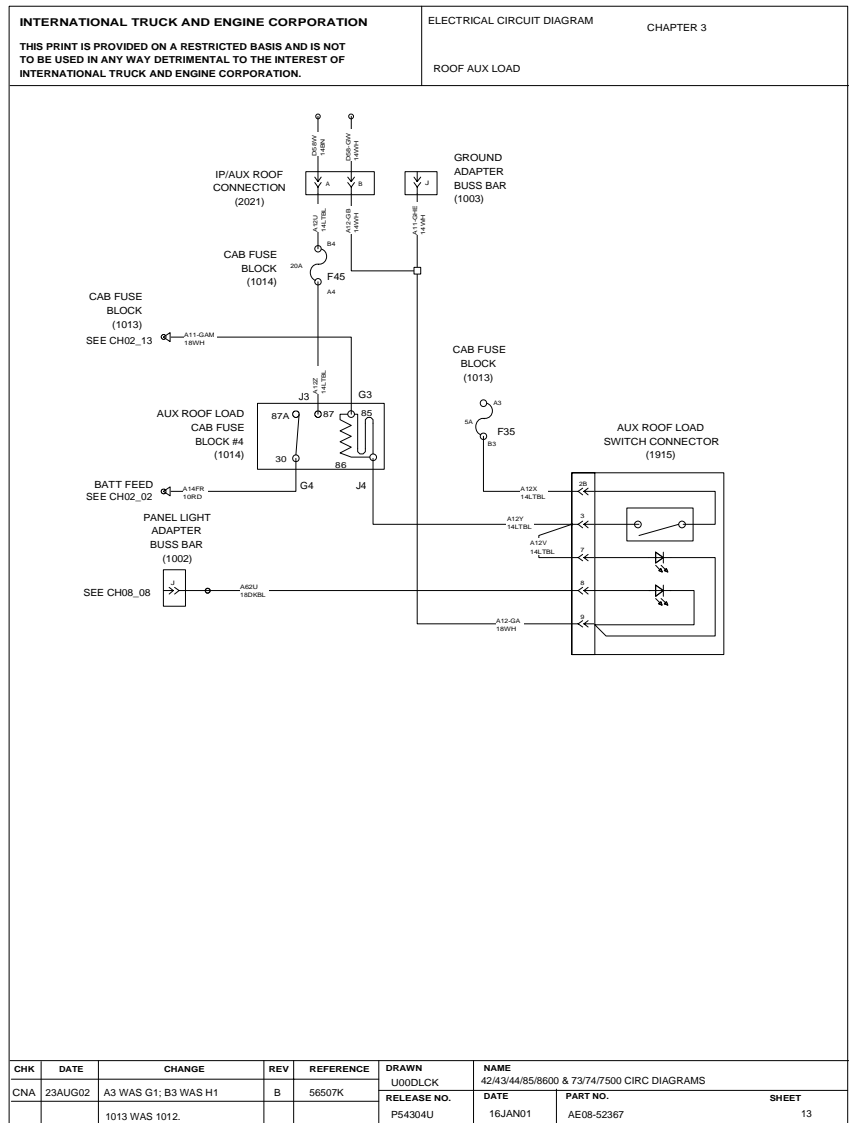 INTERNATIONAL TRUCK AND ENGINE CORPORATION
THIS PRINT IS PROVIDED ON A RESTRICTED BASIS AND IS NOT
TO BE USED IN ANY WAY DETRIMENTAL TO THE INTEREST OF
INTERNATIONAL TRUCK AND ENGINE CORPORATION.
ELECTRICAL CIRCUIT DIAGRAM
CHAPTER 3
ROOF AUX LOAD
D58W
14BN
D58-GW
14WH
IP/AUX ROOF
CONNECTION
(2021)
A
B
J
GROUND
ADAPTER
BUSS BAR
(1003)
A12U
14LTBL
A12-GB
14WH
A11-GHE
14WH
CAB FUSE
BLOCK
(1014)
20A
B4
F45
A4
CAB FUSE
BLOCK
(1013)
SEE CH02_13
A11-GAM
18WH
A12Z
14LTBL
CAB FUSE
BLOCK
(1013)
A3
5A
F35
B3
J3
G3
AUX ROOF LOAD
CAB FUSE
BLOCK #4
(1014)
87A
87
85
30
86
G4
J4
AUX ROOF LOAD
SWITCH CONNECTOR
(1915)
BATT FEED
SEE CH02_02
A14FR
10RD
A12X
14LTBL
2B
A12Y
14LTBL
3
A12V
14LTBL
7
PANEL LIGHT
ADAPTER
BUSS BAR
(1002)
SEE CH08_08
J
A62U
18DKBL
8
A12-GA
18WH
9
CHK
DATE
CHANGE
REV
REFERENCE
CNA
23AUG02
A3 WAS G1; B3 WAS H1
B
56507K
1013 WAS 1012.
DRAWN
U00DLCK
NAME
42/43/44/85/8600 & 73/74/7500 CIRC DIAGRAMS
RELEASE NO.
P54304U
DATE
16JAN01
PART NO.
AE08-52367
SHEET
13